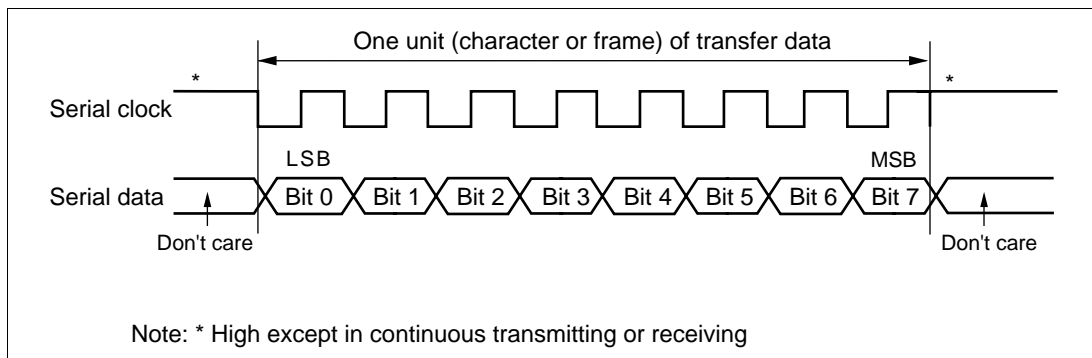 One unit (character or frame) of transfer data
* *
Serial clock
LSB MSB
Serial data Bit 0 Bit 1 Bit 2 Bit 3 Bit 4 Bit 5 Bit 6 Bit 7
Don't care Don't care
Note: * High except in continuous transmitting or receiving